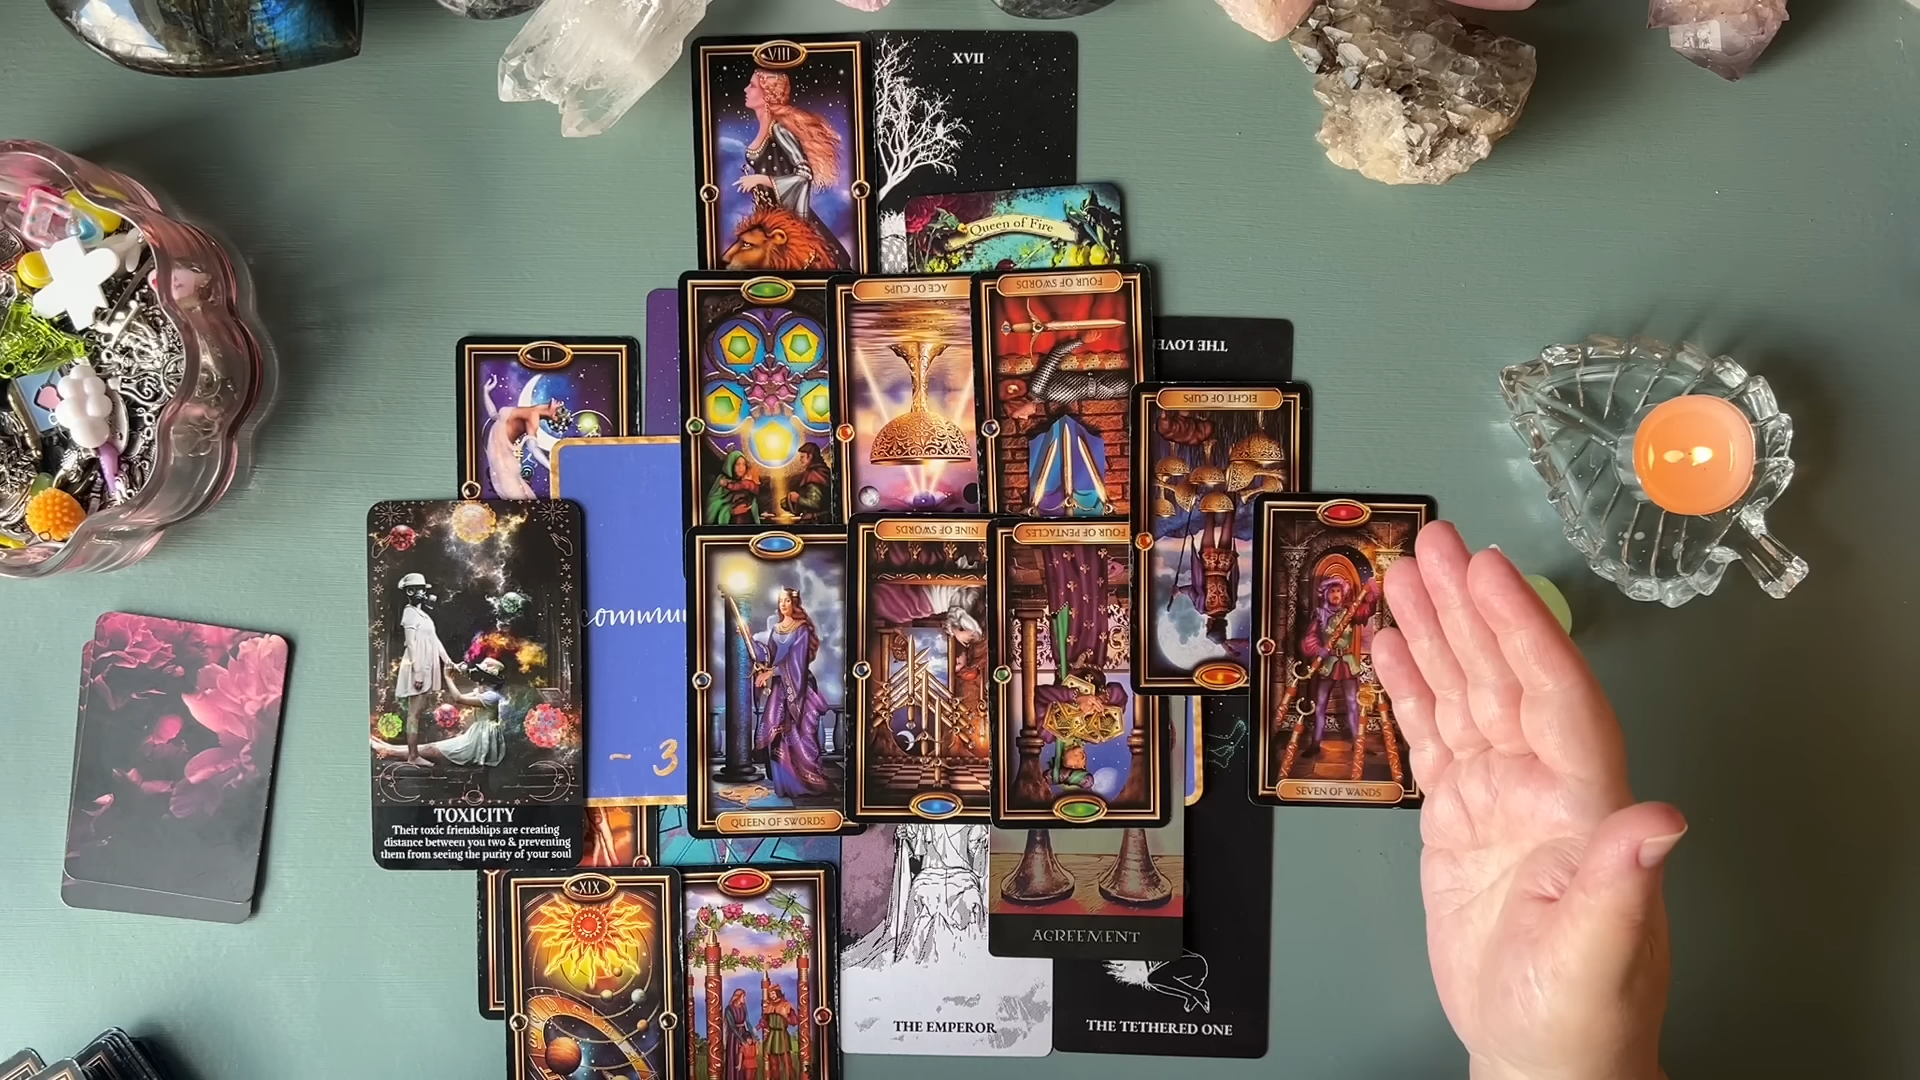 VIII
XVII
Queen of Fire
ACE OF CUPS
FOUR OF SWORDS
THE LOVE
II
EIGHT OF CUPS
NINE OF SWORDS
FOUR OF PENTACLES
commun
- 3
SEVEN OF WANDS
TOXICITY
Their toxic friendships are creating
distance between you two & preventing
them from seeing the purity of your soul
QUEEN OF SWORDS
XIX
AGREEMENT
THE EMPEROR
THE TETHERED ONE